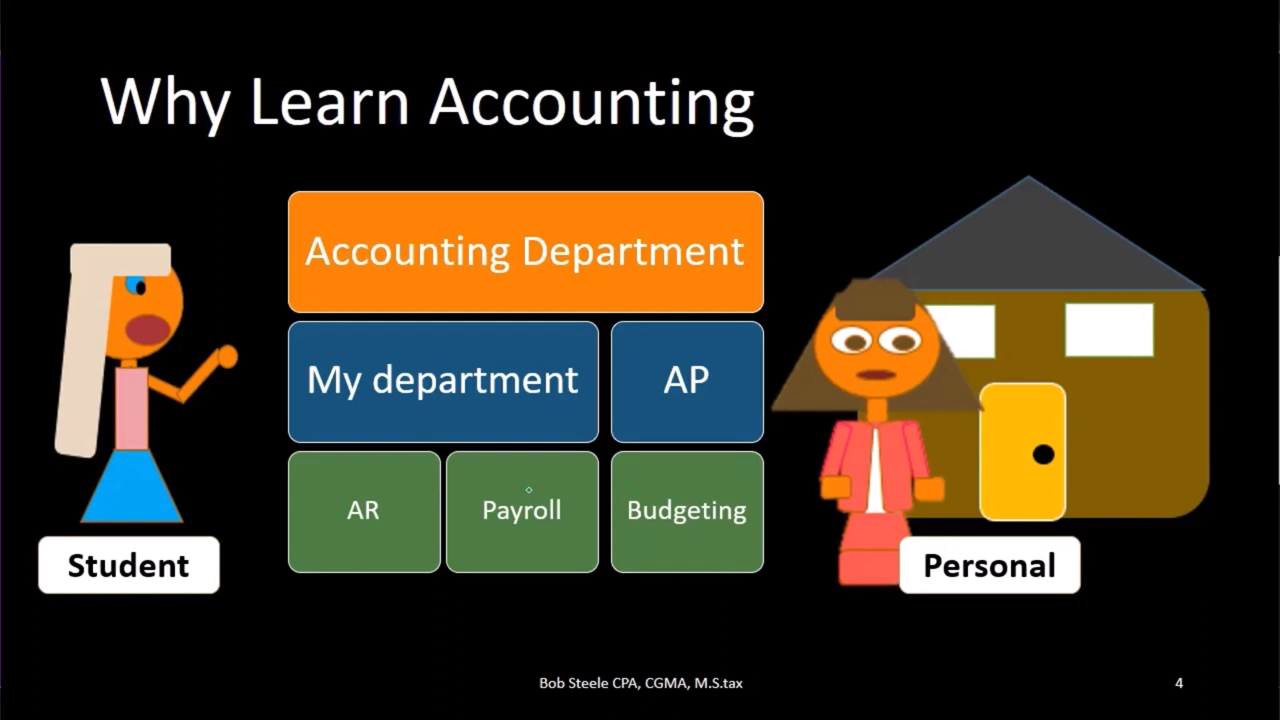 Why Learn Accounting
Accounting Department
My department
AP
AR
Payroll
Budgeting
Student
Personal
Bob Steele CPA, CGMA, M.S.tax
4